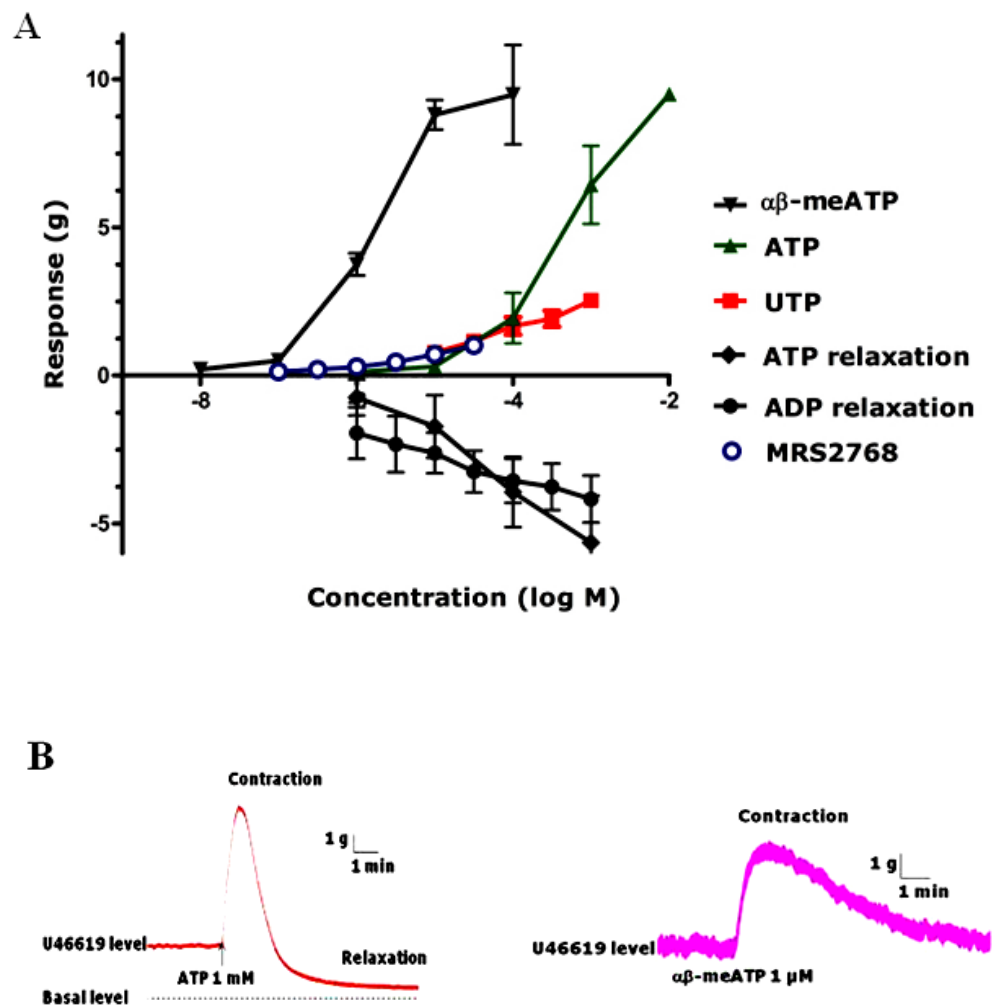 A
Response (g)
10
5
0
-5
-8
-4
-2
Concentration (log M)
αβ-meATP
ATP
UTP
ATP relaxation
ADP relaxation
MRS2768
B
Contraction
1 g
1 min
U46619 level
ATP 1 mM
Relaxation
Basal level
Contraction
1 g
1 min
U46619 level
αβ-meATP 1 µM